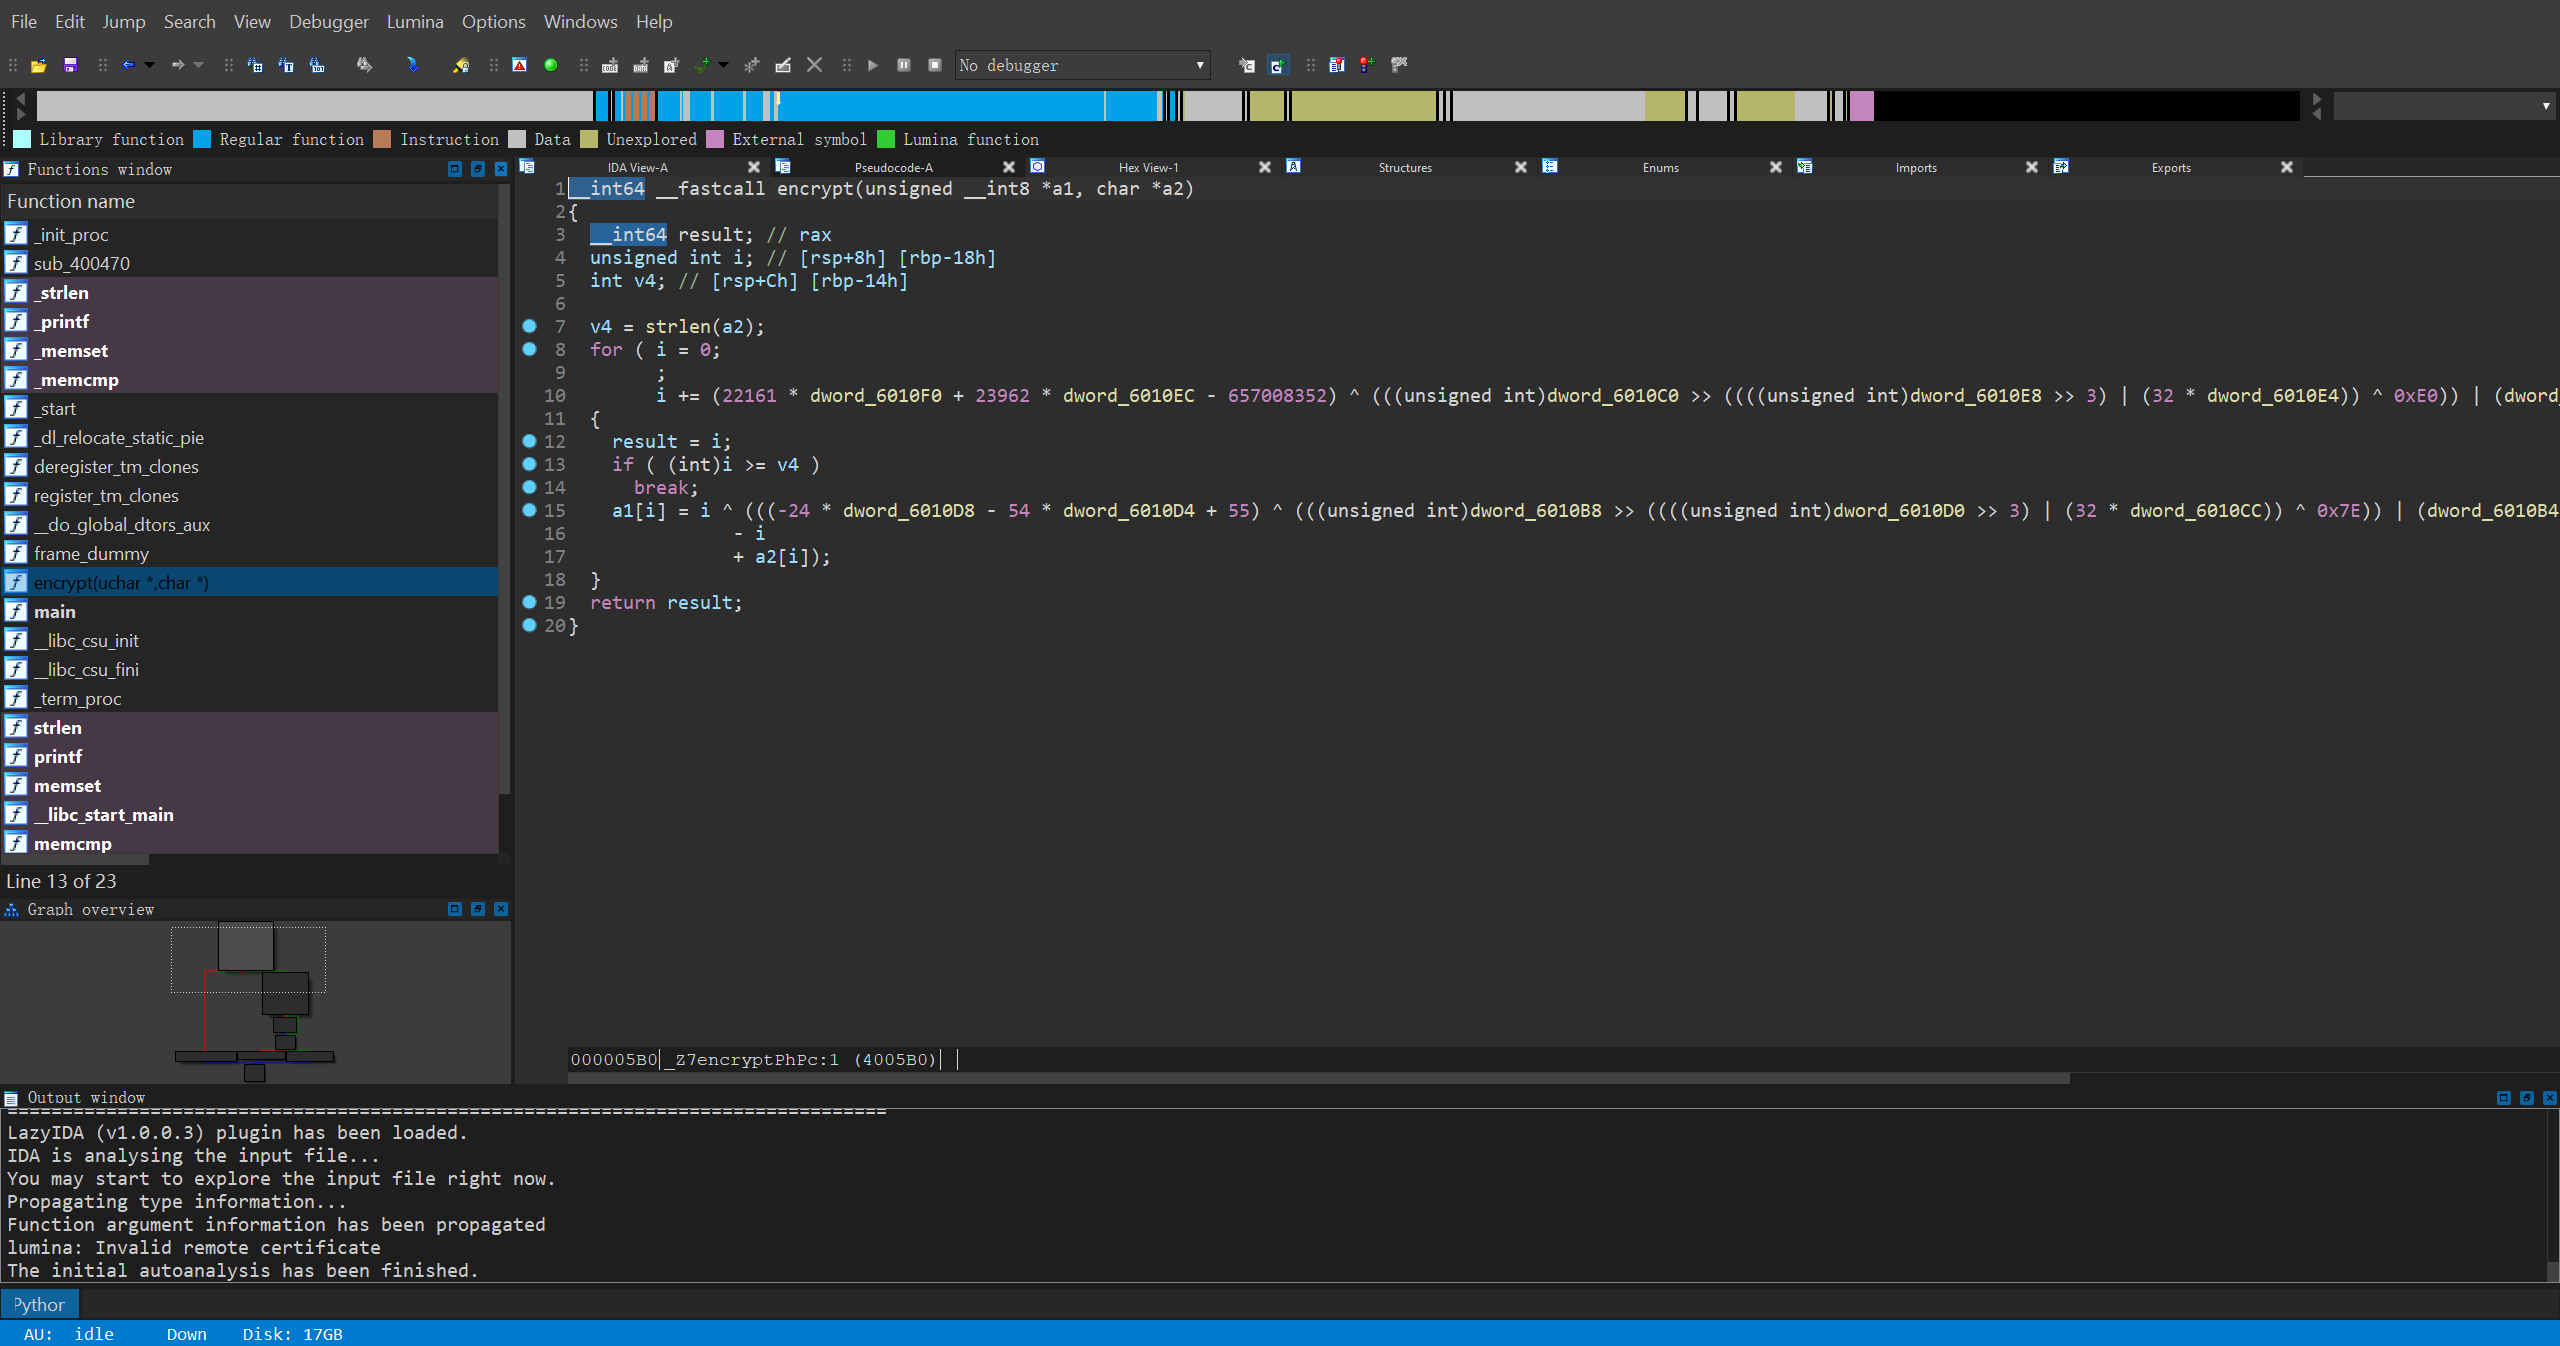 File Edit Jump Search View Debugger Lumina Options Windows Help
No debugger
Library function Regular function Instruction Data Unexplored External symbol Lumina function
Functions window
IDA View-A Pseudocode-A Hex View-1 Structures Enums Imports Exports
Function name
_init_proc
sub_400470
_strlen
_printf
_memset
_memcmp
_start
_dl_relocate_static_pie
deregister_tm_clones
register_tm_clones
__do_global_dtors_aux
frame_dummy
encrypt(uchar *,char *)
main
__libc_csu_init
__libc_csu_fini
_term_proc
strlen
printf
memset
__libc_start_main
memcmp
Line 13 of 23
Graph overview
1 __int64 __fastcall encrypt(unsigned __int8 *a1, char *a2)
2 {
3 __int64 result; // rax
4 unsigned int i; // [rsp+8h] [rbp-18h]
5 int v4; // [rsp+Ch] [rbp-14h]
6
7 v4 = strlen(a2);
8 for ( i = 0;
9 ;
10 i += (22161 * dword_6010F0 + 23962 * dword_6010EC - 657008352) ^ (((unsigned int)dword_6010C0 >> ((((unsigned int)dword_6010E8 >> 3) | (32 * dword_6010E4)) ^ 0xE0)) | (dword_
11 {
12 result = i;
13 if ( (int)i >= v4 )
14 break;
15 a1[i] = i ^ (((-24 * dword_6010D8 - 54 * dword_6010D4 + 55) ^ (((unsigned int)dword_6010B8 >> ((((unsigned int)dword_6010D0 >> 3) | (32 * dword_6010CC)) ^ 0x7E)) | (dword_6010B4
16 - i
17 + a2[i]);
18 }
19 return result;
20 }
000005B0 _Z7encryptPhPc:1 (4005B0)
Output window
================================================================================
LazyIDA (v1.0.0.3) plugin has been loaded.
IDA is analysing the input file...
You may start to explore the input file right now.
Propagating type information...
Function argument information has been propagated
lumina: Invalid remote certificate
The initial autoanalysis has been finished.
Python
AU: idle Down Disk: 17GB